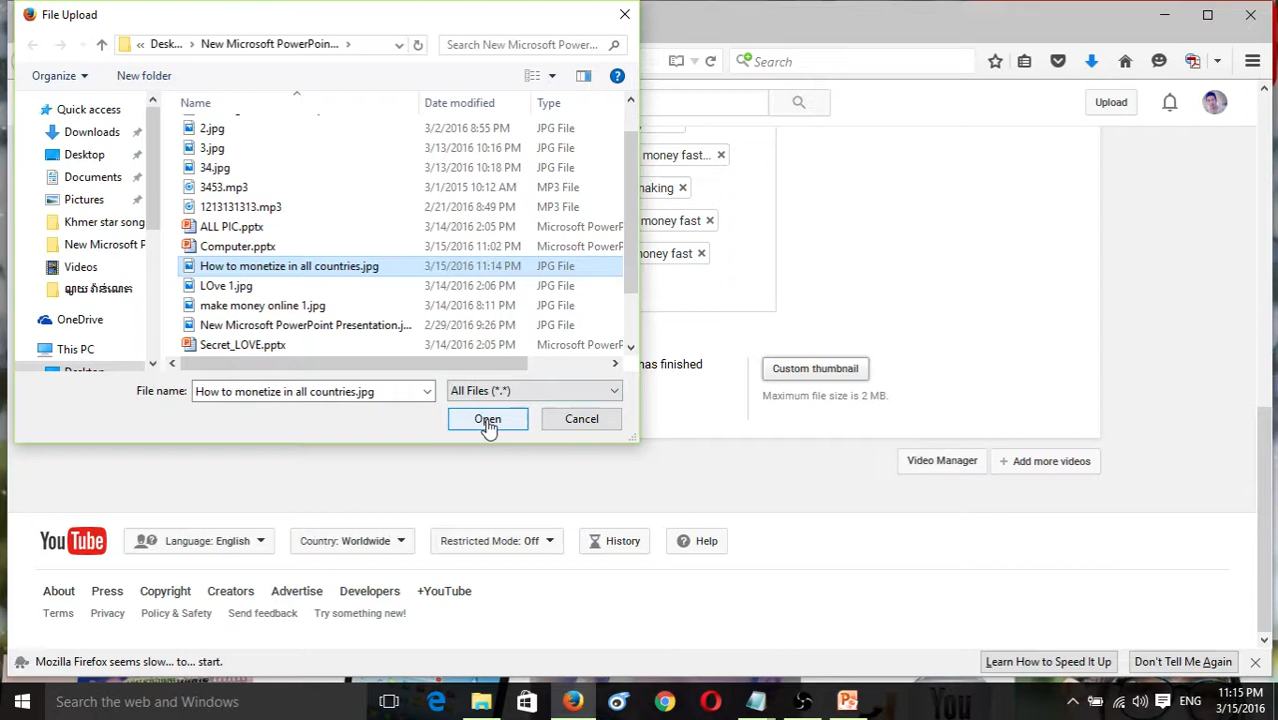 File Upload
« Desk... > New Microsoft PowerPoin... >
Search New Microsoft Power...
Organize
New folder
Name
Date modified
Type
Quick access
Downloads
Desktop
Documents
Pictures
Khmer star song
New Microsoft P
Videos
OneDrive
This PC
2.jpg 3/2/2016 8:55 PM JPG File
3.jpg 3/13/2016 10:16 PM JPG File
34.jpg 3/13/2016 10:18 PM JPG File
3453.mp3 3/1/2015 10:12 AM MP3 File
1213131313.mp3 2/21/2016 8:49 PM MP3 File
ALL PIC.pptx 3/14/2016 2:05 PM Microsoft PowerP
Computer.pptx 3/15/2016 11:02 PM Microsoft PowerP
How to monetize in all countries.jpg 3/15/2016 11:14 PM JPG File
LOve 1.jpg 3/14/2016 2:06 PM JPG File
make money online 1.jpg 3/14/2016 8:11 PM JPG File
New Microsoft PowerPoint Presentation.j... 2/29/2016 9:26 PM JPG File
Secret_LOVE.pptx 3/14/2016 2:05 PM Microsoft PowerP
File name: How to monetize in all countries.jpg
All Files (*.*)
Open
Cancel
Search
Upload
money fast...
making
money fast
money fast
as finished
Custom thumbnail
Maximum file size is 2 MB.
Video Manager
+ Add more videos
YouTube
Language: English
Country: Worldwide
Restricted Mode: Off
History
Help
About Press Copyright Creators Advertise Developers +YouTube
Terms Privacy Policy & Safety Send feedback Try something new!
Mozilla Firefox seems slow... to... start.
Learn How to Speed It Up
Don't Tell Me Again
Search the web and Windows
ENG
11:15 PM
3/15/2016